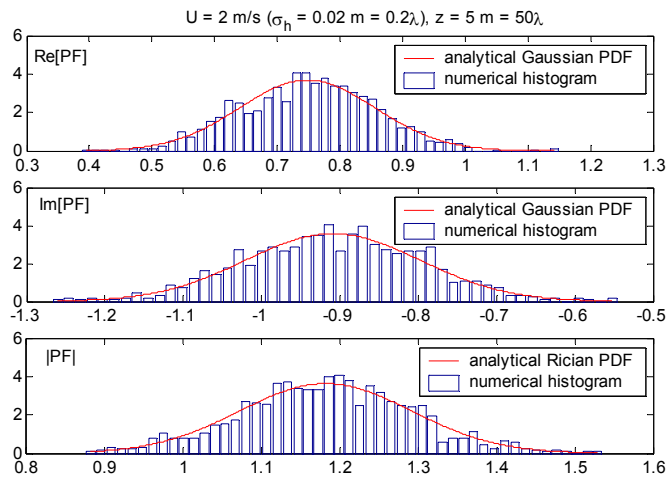 U = 2 m/s (σh = 0.02 m = 0.2λ), z = 5 m = 50λ
Re[PF]
analytical Gaussian PDF
numerical histogram
6
4
2
0
0.3 0.4 0.5 0.6 0.7 0.8 0.9 1 1.1 1.2 1.3
Im[PF]
analytical Gaussian PDF
numerical histogram
6
4
2
0
-1.3 -1.2 -1.1 -1 -0.9 -0.8 -0.7 -0.6 -0.5
|PF|
analytical Rician PDF
numerical histogram
6
4
2
0
0.8 0.9 1 1.1 1.2 1.3 1.4 1.5 1.6